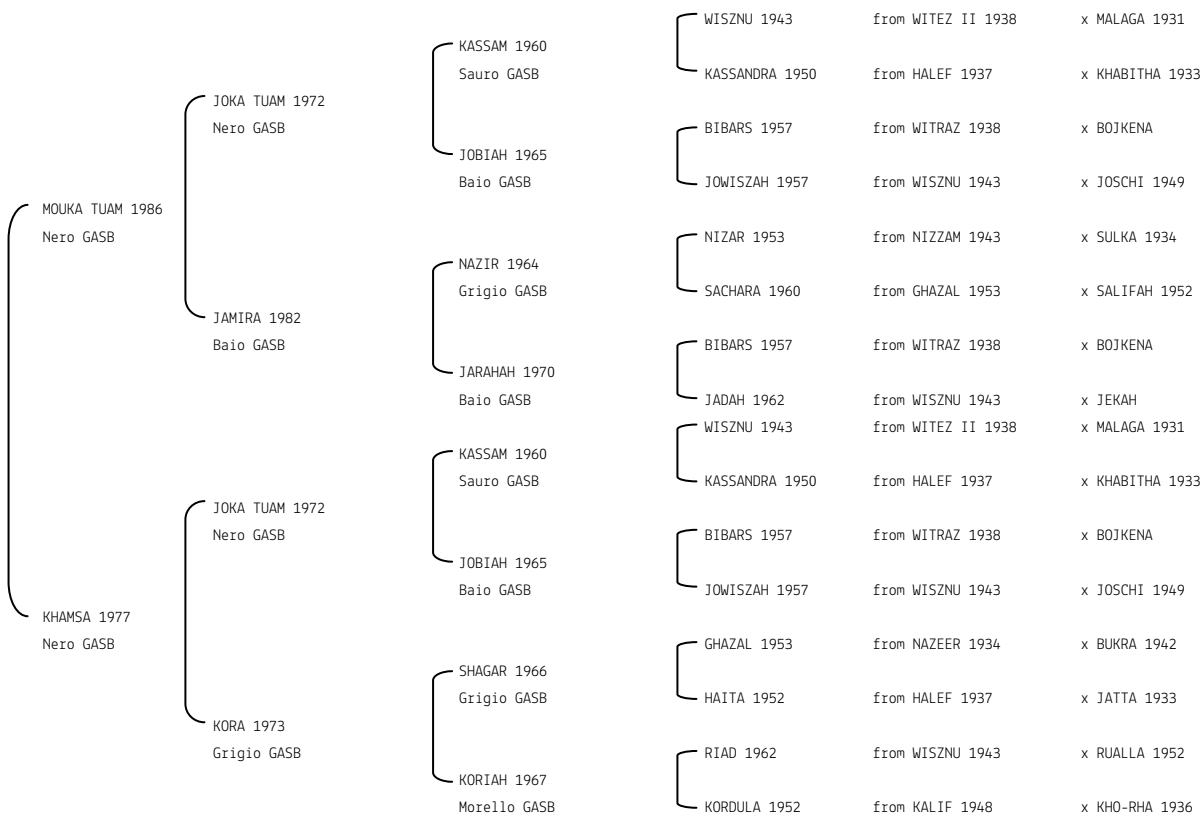 WISZNU 1943 from WITEZ II 1938 x MALAGA 1931
KASSAM 1960
Sauro GASB KASSANDRA 1950 from HALEF 1937 x KHABITHA 1933
JOKA TUAM 1972
Nero GASB BIBARS 1957 from WITRAZ 1938 x BOJKENA
JOBIAH 1965
Baio GASB JOWISZAH 1957 from WISZNU 1943 x JOSCHI 1949
MOUKA TUAM 1986
Nero GASB NIZAR 1953 from NIZZAM 1943 x SULKA 1934
NAZIR 1964
Grigio GASB SACHARA 1960 from GHAZAL 1953 x SALIFAH 1952
JAMIRA 1982
Baio GASB BIBARS 1957 from WITRAZ 1938 x BOJKENA
JARAHAH 1970
Baio GASB JADAH 1962 from WISZNU 1943 x JEKAH
WISZNU 1943 from WITEZ II 1938 x MALAGA 1931
KASSAM 1960
Sauro GASB KASSANDRA 1950 from HALEF 1937 x KHABITHA 1933
JOKA TUAM 1972
Nero GASB BIBARS 1957 from WITRAZ 1938 x BOJKENA
JOBIAH 1965
Baio GASB JOWISZAH 1957 from WISZNU 1943 x JOSCHI 1949
KHAMSA 1977
Nero GASB GHAZAL 1953 from NAZEER 1934 x BUKRA 1942
SHAGAR 1966
Grigio GASB HAITA 1952 from HALEF 1937 x JATTA 1933
KORA 1973
Grigio GASB RIAD 1962 from WISZNU 1943 x RUALLA 1952
KORIAH 1967
Morello GASB KORDULA 1952 from KALIF 1948 x KHO-RHA 1936